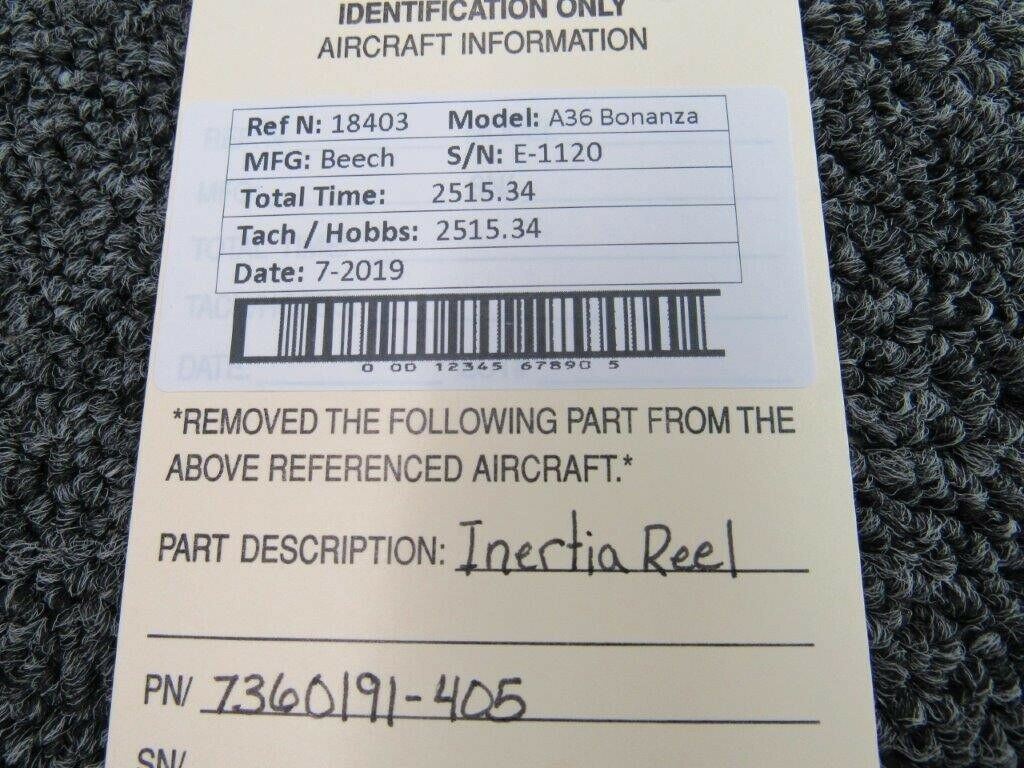 IDENTIFICATION ONLY
AIRCRAFT INFORMATION
Ref N: 18403 Model: A36 Bonanza
MFG: Beech S/N: E-1120
Total Time: 2515.34
Tach / Hobbs: 2515.34
Date: 7-2019
0 00 12345 67890 5
DATE:
*REMOVED THE FOLLOWING PART FROM THE
ABOVE REFERENCED AIRCRAFT.*
PART DESCRIPTION: Inertia Reel
PN/ 7360191-405
SN/